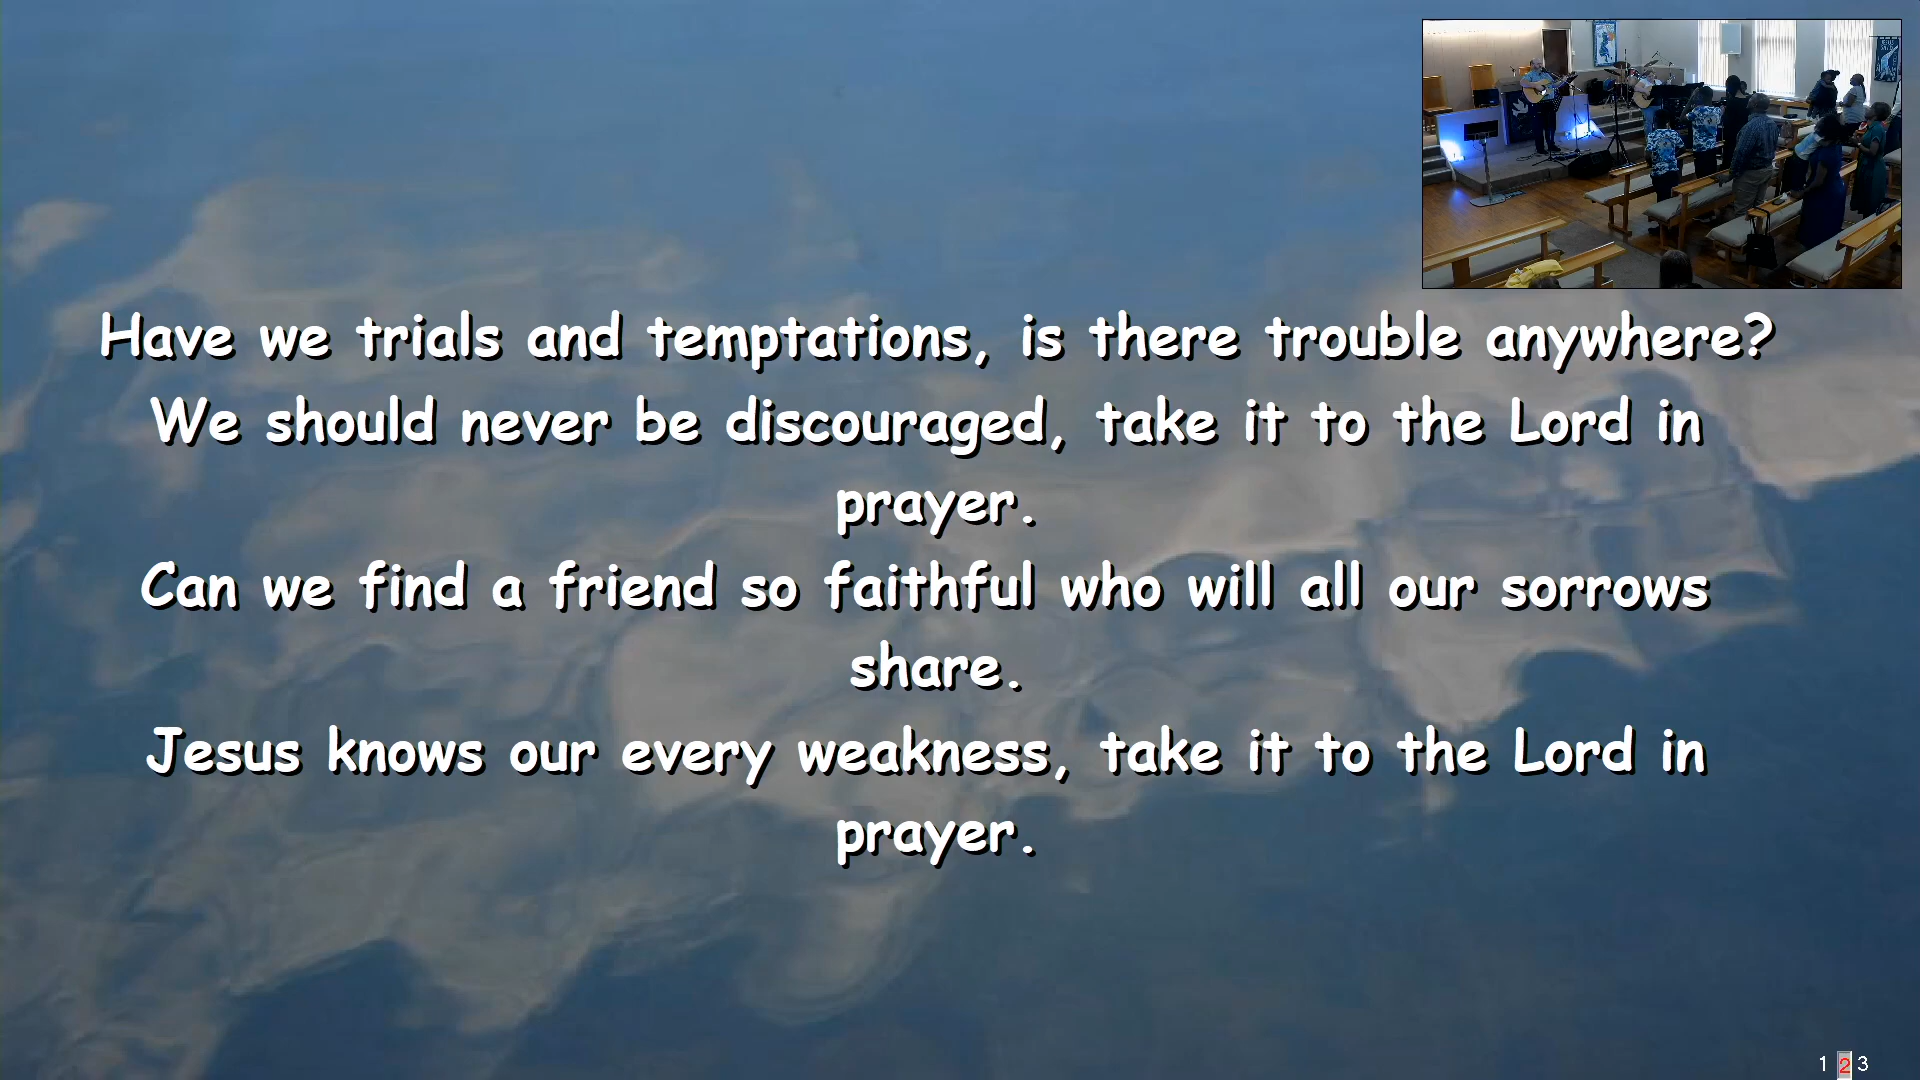 Have we trials and temptations, is there trouble anywhere?
We should never be discouraged, take it to the Lord in
prayer.
Can we find a friend so faithful who will all our sorrows
share.
Jesus knows our every weakness, take it to the Lord in
prayer.
1 2 3